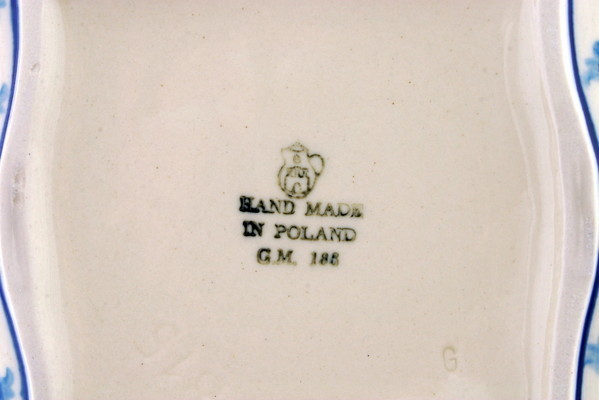 HAND MADE
IN POLAND
G.M. 188
G